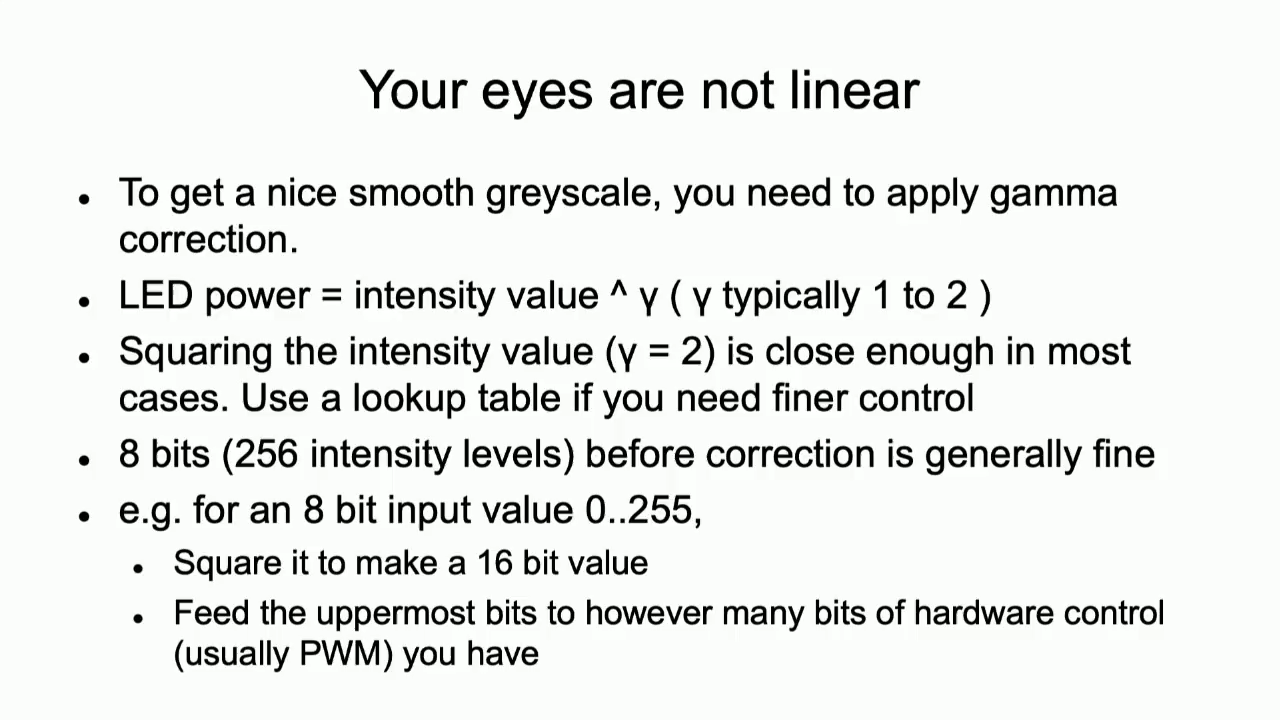 Your eyes are not linear
• To get a nice smooth greyscale, you need to apply gamma
correction.
• LED power = intensity value ^ γ ( γ typically 1 to 2 )
• Squaring the intensity value (γ = 2) is close enough in most
cases. Use a lookup table if you need finer control
• 8 bits (256 intensity levels) before correction is generally fine
• e.g. for an 8 bit input value 0..255,
• Square it to make a 16 bit value
• Feed the uppermost bits to however many bits of hardware control
(usually PWM) you have